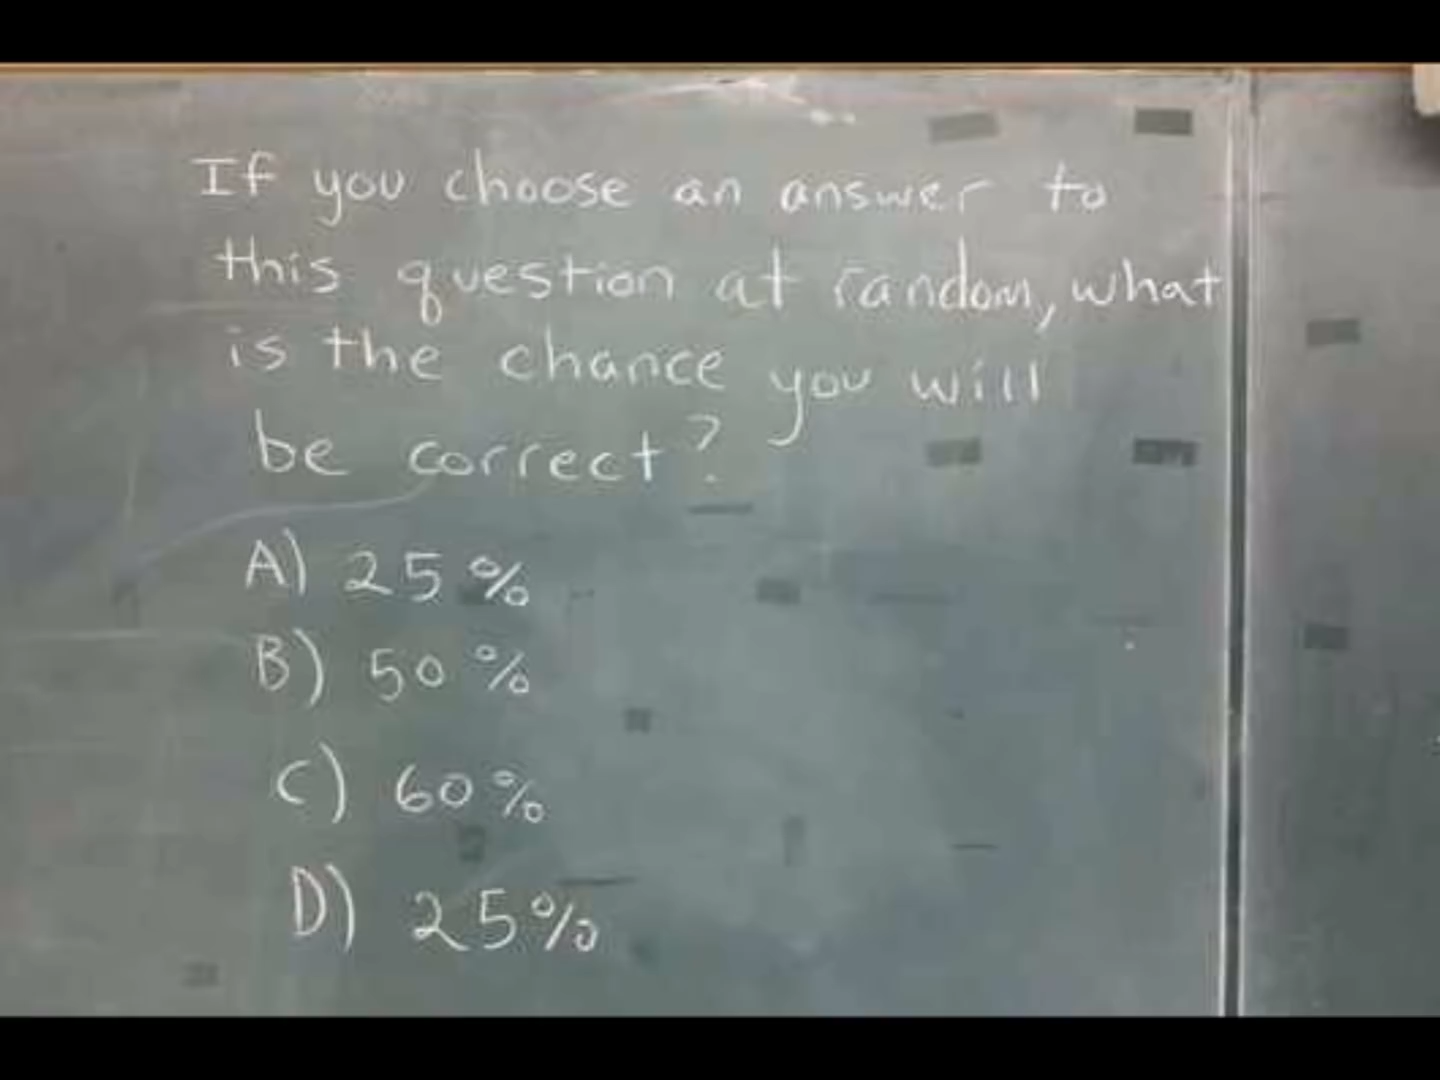 If you choose an answer to
this question at random, what
is the chance you will
be correct?
A) 25%
B) 50%
C) 60%
D) 25%